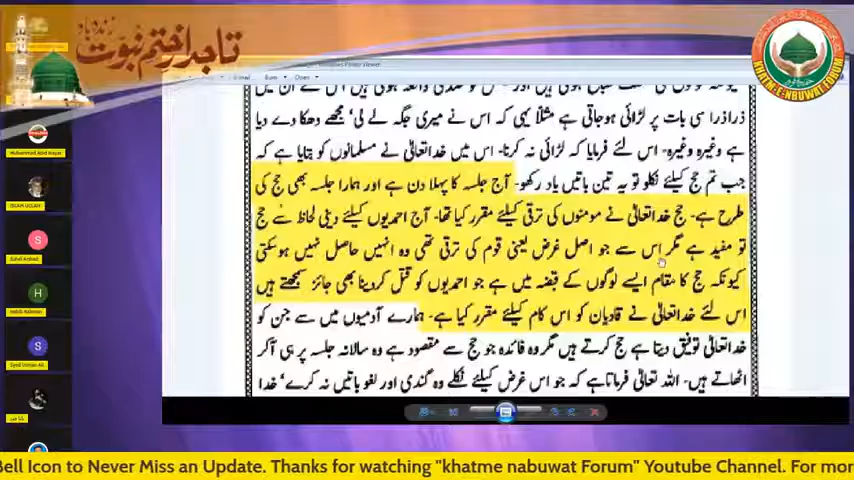 تاجدار ختم نبوت
زندہ باد
KHATM-E-NBUWAT FORUM
Open
ذرا ذرا سی بات پر لڑائی ہوجاتی ہے مثلاً یہی کہ اس نے میری جگہ لے لی' مجھے دھکا دے دیا
ہے وغیرہ وغیرہ۔ اس لئے فرمایا کہ لڑائی نہ کرنا۔ اس میں خداتعالیٰ نے مسلمانوں کو بتایا ہے کہ
جب تم حج کیلئے نکلو تو یہ تین باتیں یاد رکھو۔ آج جلسہ کا پہلا دن ہے اور ہمارا جلسہ بھی حج کی
طرح ہے۔ حج خداتعالیٰ نے مومنوں کی ترقی کیلئے مقرر کیا تھا۔ آج احمدیوں کیلئے دینی لحاظ سے حج
تو مفید ہے مگر اس سے جو اصل غرض یعنی قوم کی ترقی تھی وہ انہیں حاصل نہیں ہوسکتی
کیونکہ حج کا مقام ایسے لوگوں کے قبضہ میں ہے جو احمدیوں کو قتل کردینا بھی جائز سمجھتے ہیں
اس لئے خداتعالیٰ نے قادیان کو اس کام کیلئے مقرر کیا ہے۔ ہمارے آدمیوں میں سے جن کو
خداتعالیٰ توفیق دیتا ہے حج کرتے ہیں مگر وہ فائدہ جو حج سے مقصود ہے وہ سالانہ جلسہ پر ہی آکر
اٹھاتے ہیں۔ اللہ تعالیٰ فرماتا ہے کہ جو اس غرض کیلئے نکلے وہ گندی اور لغو باتیں نہ کرے' خدا
Bell Icon to Never Miss an Update. Thanks for watching "khatme nabuwat Forum" Youtube Channel. For mor